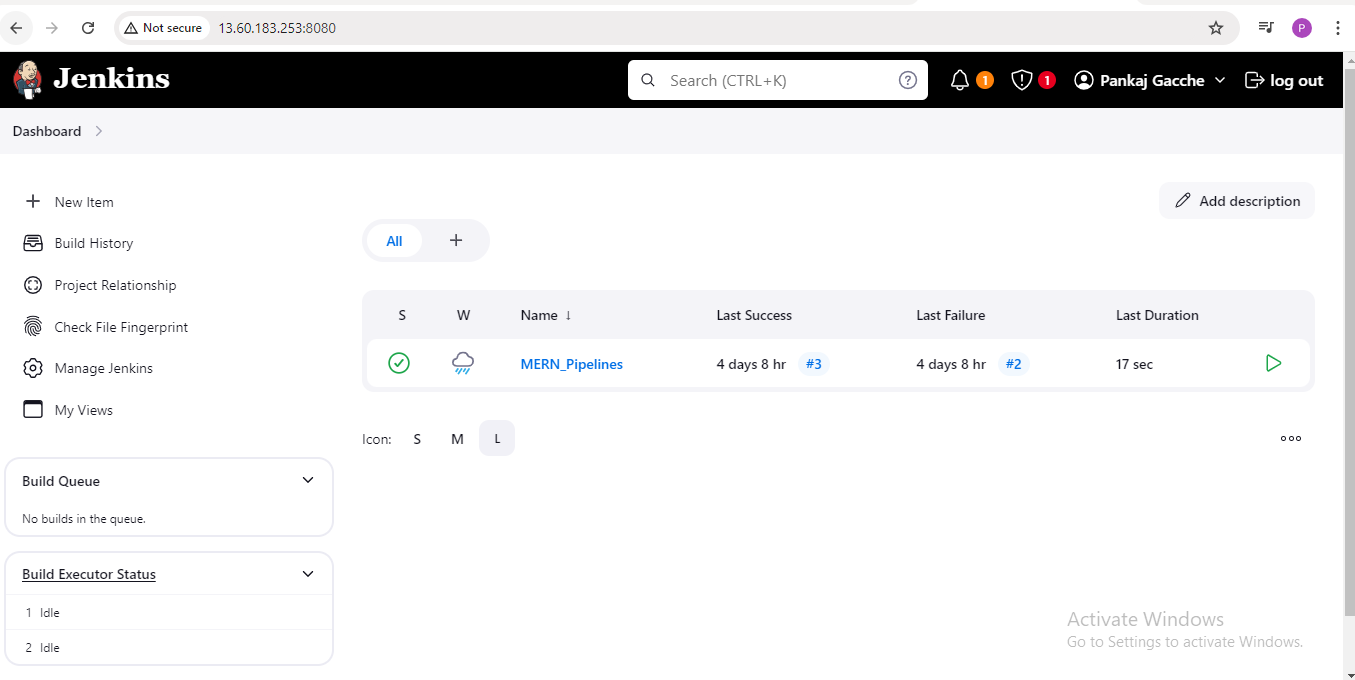 Not secure 13.60.183.253:8080 P
Jenkins Search (CTRL+K) ? 1 1 Pankaj Gacche log out
Dashboard
New Item
Build History
Project Relationship
Check File Fingerprint
Manage Jenkins
My Views
Build Queue
No builds in the queue.
Build Executor Status
1 Idle
2 Idle
Add description
All +
S W Name ↓ Last Success Last Failure Last Duration
MERN_Pipelines 4 days 8 hr #3 4 days 8 hr #2 17 sec
Icon: S M L
Activate Windows
Go to Settings to activate Windows.